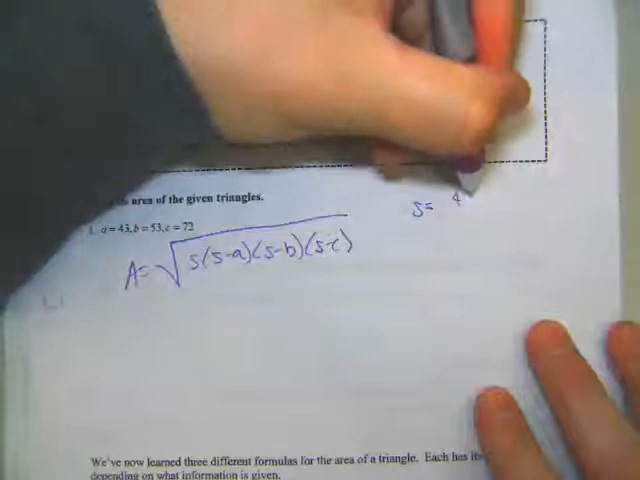 area of the given triangles.
1. a = 43, b = 53, c = 72
s = 4
A = √s(s-a)(s-b)(s-c)
We've now learned three different formulas for the area of a triangle. Each has its
depending on what information is given.